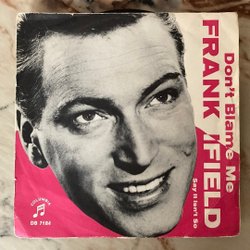 Don't Blame Me
FRANK IFIELD
Say It Isn't So
COLUMBIA
DB 7184